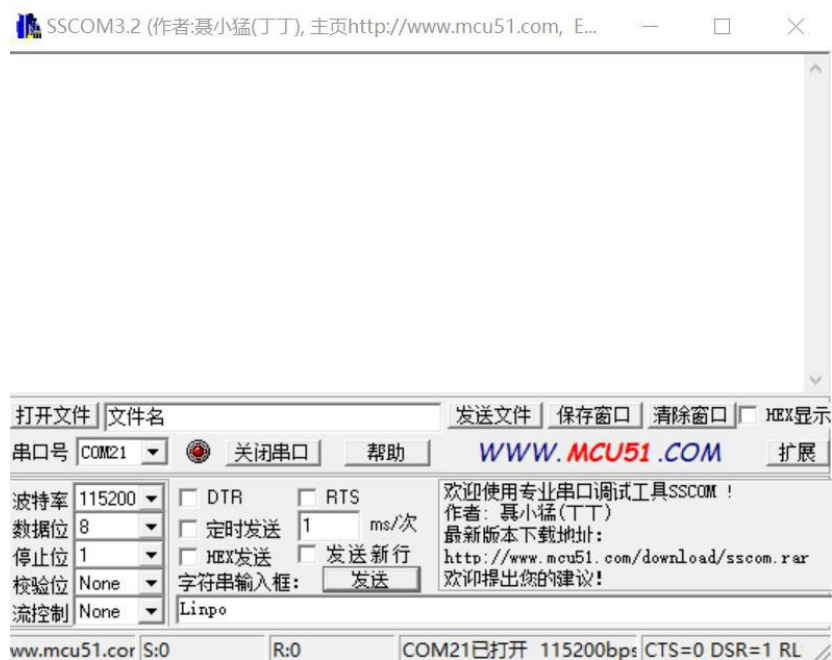 SSCOM3.2 (作者:聂小猛(丁丁), 主页http://www.mcu51.com, E...
打开文件 文件名 发送文件 保存窗口 清除窗口 HEX显示
串口号 COM21 关闭串口 帮助 WWW.MCU51.COM 扩展
波特率 115200 DTR RTS
数据位 8 定时发送 1 ms/次
停止位 1 HEX发送 发送新行
校验位 None 字符串输入框: 发送
流控制 None Linpo
欢迎使用专业串口调试工具SSCOM !
作者: 聂小猛(丁丁)
最新版本下载地址:
http://www.mcu51.com/download/sscom.rar
欢迎提出您的建议!
ww.mcu51.cor S:0 R:0 COM21已打开 115200bps CTS=0 DSR=1 RL